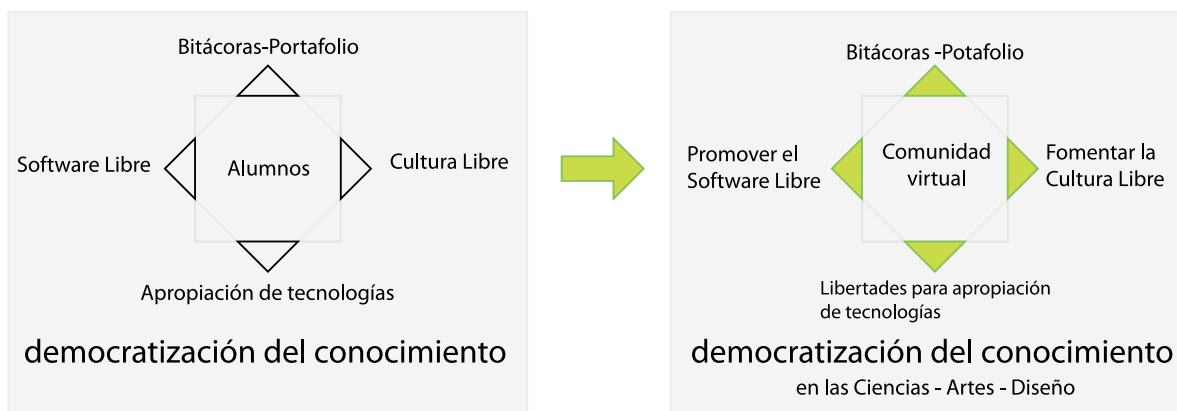 Bitácoras-Portafolio
Software Libre
Alumnos
Cultura Libre
Apropiación de tecnologías
democratización del conocimiento
Bitácoras -Potafolio
Promover el
Software Libre
Comunidad
virtual
Fomentar la
Cultura Libre
Libertades para apropiación
de tecnologías
democratización del conocimiento
en las Ciencias - Artes - Diseño